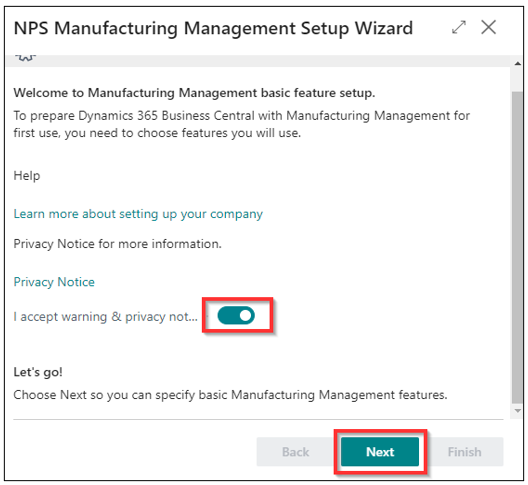 NPS Manufacturing Management Setup Wizard
Welcome to Manufacturing Management basic feature setup.
To prepare Dynamics 365 Business Central with Manufacturing Management for
first use, you need to choose features you will use.
Help
Learn more about setting up your company
Privacy Notice for more information.
Privacy Notice
I accept warning & privacy not...
Let's go!
Choose Next so you can specify basic Manufacturing Management features.
Back
Next
Finish